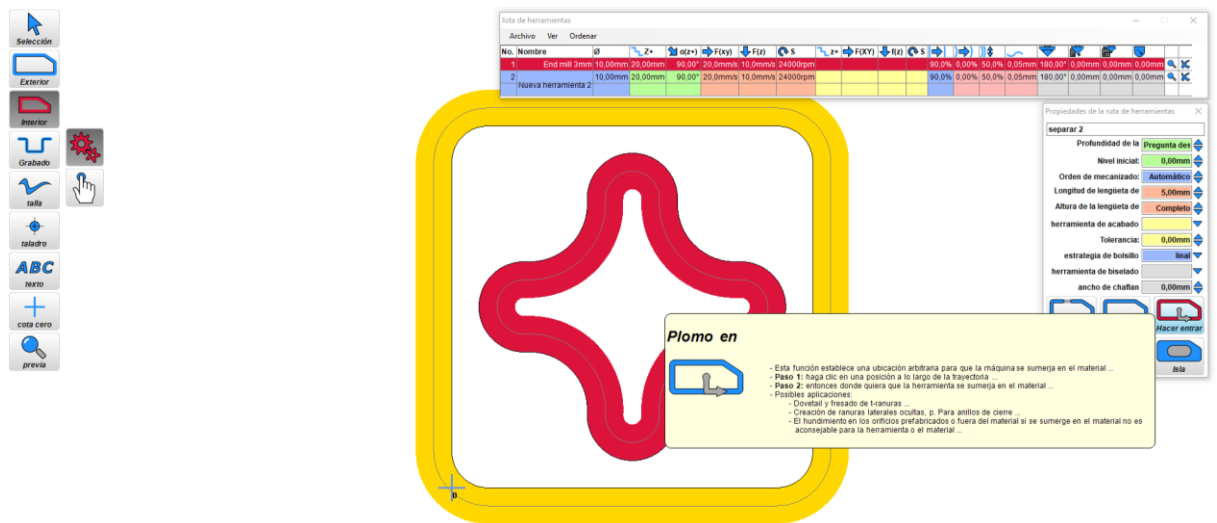 Selección
Exterior
Interior
Grabado
talla
taladro
ABC
texto
cota cero
previa
lista de herramientas
Archivo Ver Ordenar
No. Nombre Ø Z+ α(z+) F(xy) F(z) S z+ F(XY) f(z) S
1 End mill 3mm 10,00mm 20,00mm 90,00° 20,0mm/s 10,0mm/s 24000rpm 90,0% 0,00% 50,0% 0,05mm 180,00° 0,00mm 0,00mm 0,00mm
2 Nueva herramienta 2 10,00mm 20,00mm 90,00° 20,0mm/s 10,0mm/s 24000rpm 90,0% 0,00% 50,0% 0,05mm 180,00° 0,00mm 0,00mm 0,00mm
Propiedades de la ruta de herramientas
separar 2
Profundidad de la Pregunta des
Nivel inicial: 0,00mm
Orden de mecanizado: Automático
Longitud de lengüeta de 5,00mm
Altura de la lengüeta de Completo
herramienta de acabado
Tolerancia: 0,00mm
estrategia de bolsillo linal
herramienta de biselado
ancho de chaflan 0,00mm
Hacer entrar
Isla
Plomo en
- Esta función establece una ubicación arbitraria para que la máquina se sumerja en el material ...
- Paso 1: haga clic en una posición a lo largo de la trayectoria ...
- Paso 2: entonces donde quiera que la herramienta se sumerja en el material ...
- Posibles aplicaciones:
- Dovetail y fresado de t-ranuras ...
- Creación de ranuras laterales ocultas, p. Para anillos de cierre ...
- El hundimiento en los orificios prefabricados o fuera del material si se sumerge en el material no es
aconsejable para la herramienta o el material ...
0